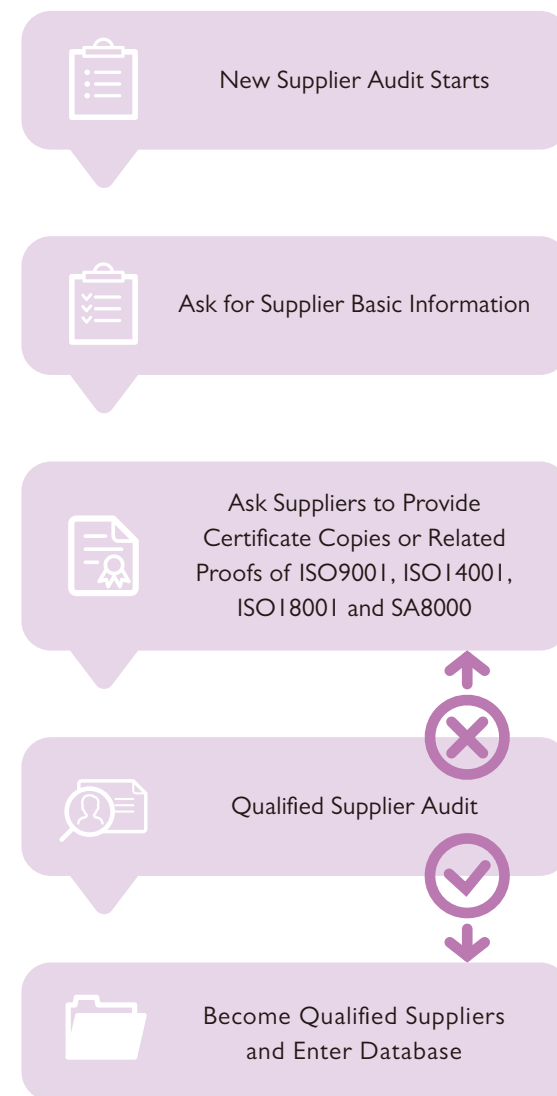 New Supplier Audit Starts
Ask for Supplier Basic Information
Ask Suppliers to Provide
Certificate Copies or Related
Proofs of ISO9001, ISO14001,
ISO18001 and SA8000
Qualified Supplier Audit
Become Qualified Suppliers
and Enter Database